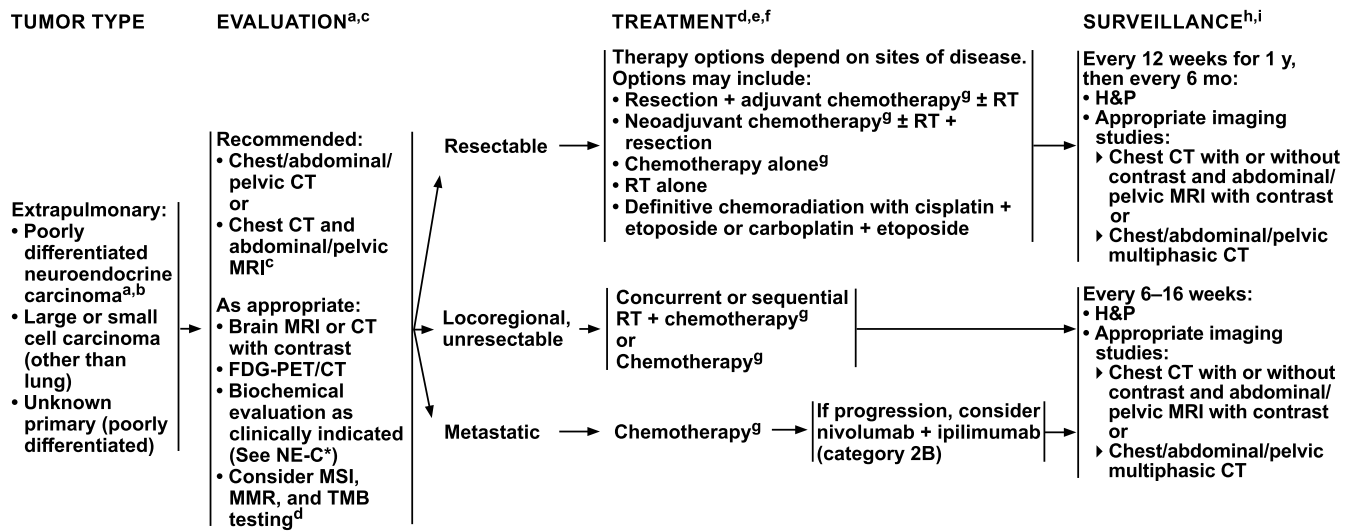 TUMOR TYPE
EVALUATIONa,c
TREATMENTd,e,f
SURVEILLANCEh,i
Extrapulmonary:
• Poorly
differentiated
neuroendocrine
carcinomaa,b
• Large or small
cell carcinoma
(other than
lung)
• Unknown
primary (poorly
differentiated)
Recommended:
• Chest/abdominal/
pelvic CT
or
• Chest CT and
abdominal/pelvic
MRIc
As appropriate:
• Brain MRI or CT
with contrast
• FDG-PET/CT
• Biochemical
evaluation as
clinically indicated
(See NE-C*)
• Consider MSI,
MMR, and TMB
testingd
Resectable
Therapy options depend on sites of disease.
Options may include:
• Resection + adjuvant chemotherapyg ± RT
• Neoadjuvant chemotherapyg ± RT +
resection
• Chemotherapy aloneg
• RT alone
• Definitive chemoradiation with cisplatin +
etoposide or carboplatin + etoposide
Every 12 weeks for 1 y,
then every 6 mo:
• H&P
• Appropriate imaging
studies:
▸ Chest CT with or without
contrast and abdominal/
pelvic MRI with contrast
or
▸ Chest/abdominal/pelvic
multiphasic CT
Locoregional,
unresectable
Concurrent or sequential
RT + chemotherapyg
or
Chemotherapyg
Metastatic
Chemotherapyg
If progression, consider
nivolumab + ipilimumab
(category 2B)
Every 6–16 weeks:
• H&P
• Appropriate imaging
studies:
▸ Chest CT with or without
contrast and abdominal/
pelvic MRI with contrast
or
▸ Chest/abdominal/pelvic
multiphasic CT